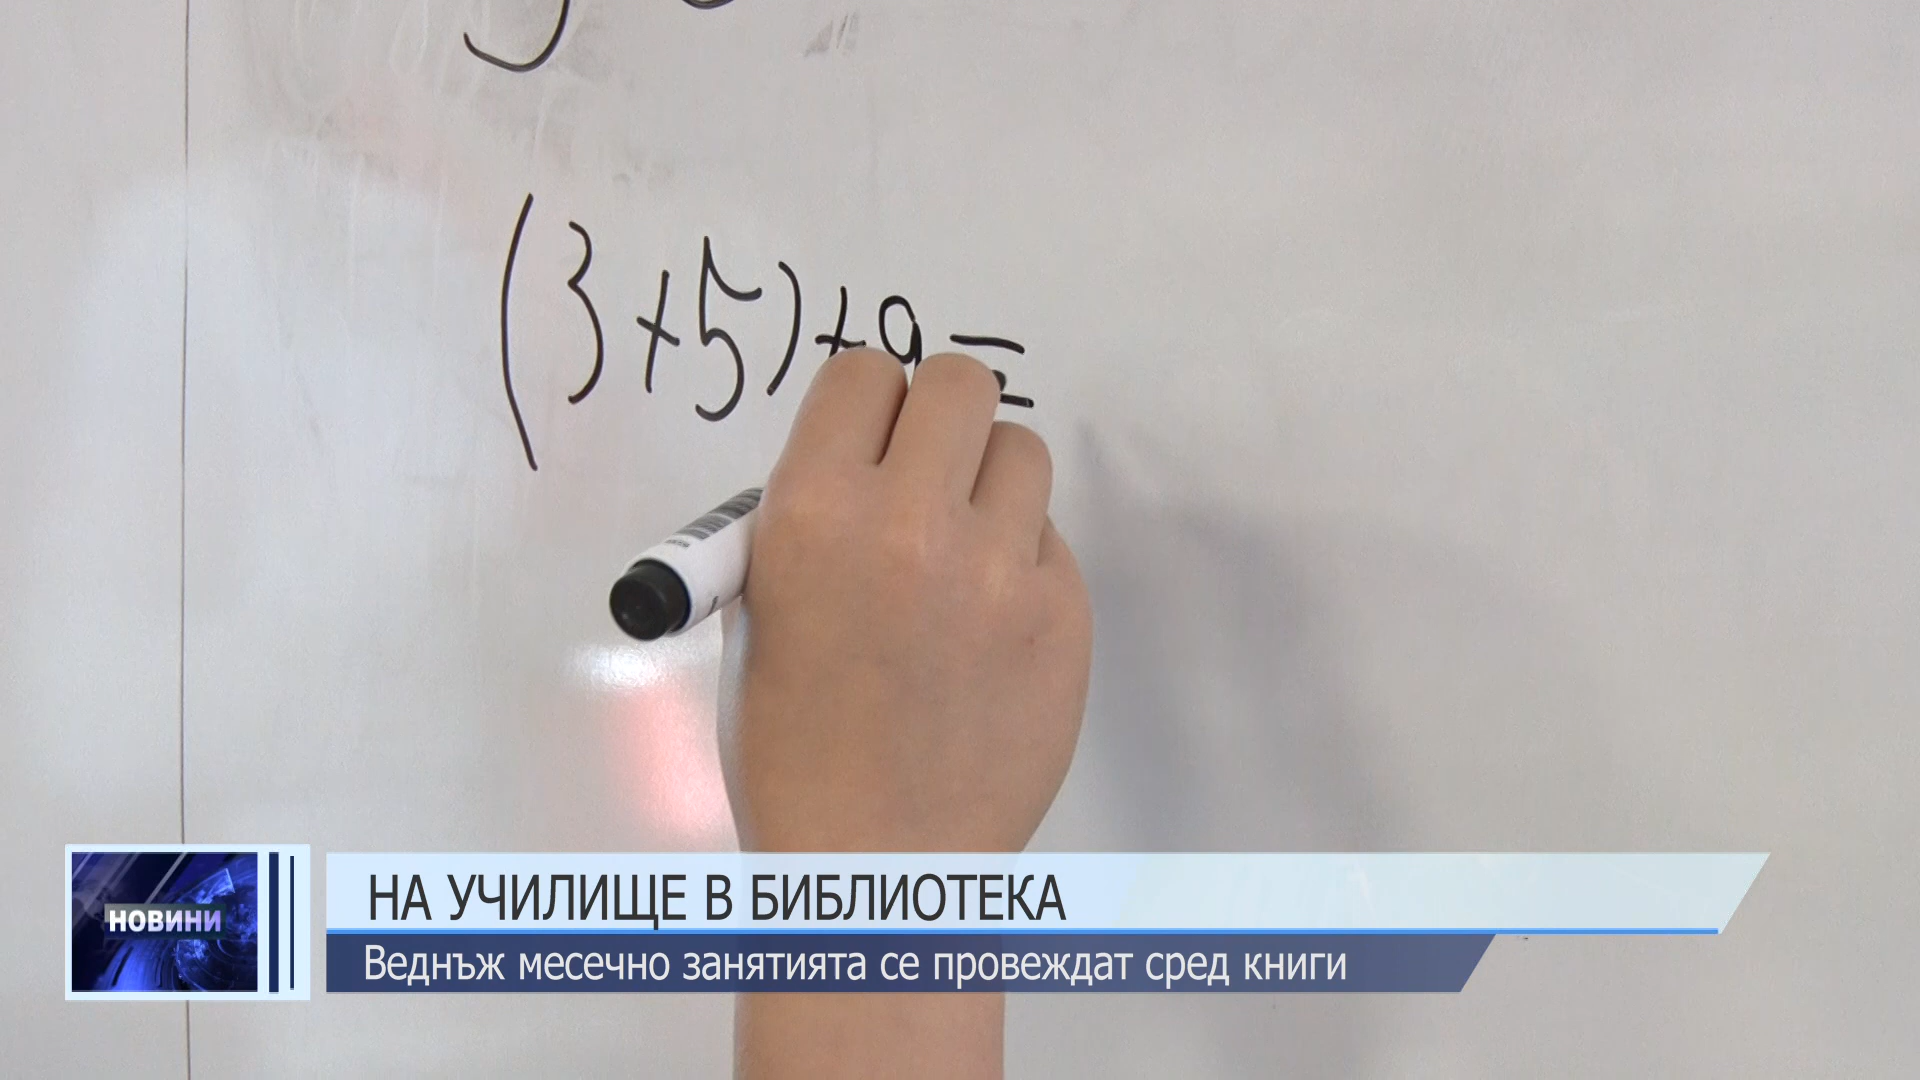 (3+5)+9=
НОВИНИ
НА УЧИЛИЩЕ В БИБЛИОТЕКА
Веднъж месечно занятията се провеждат сред книги